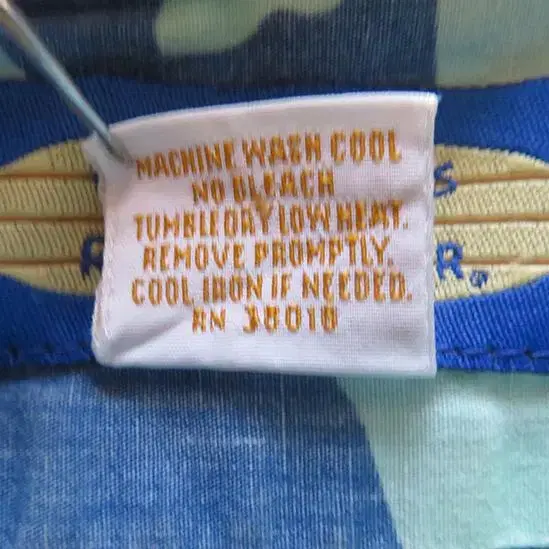 MACHINE WASH COOL
NO BLEACH
TUMBLE DRY LOW HEAT.
REMOVE PROMPTLY.
COOL IRON IF NEEDED.
RN 38010
S
R R®